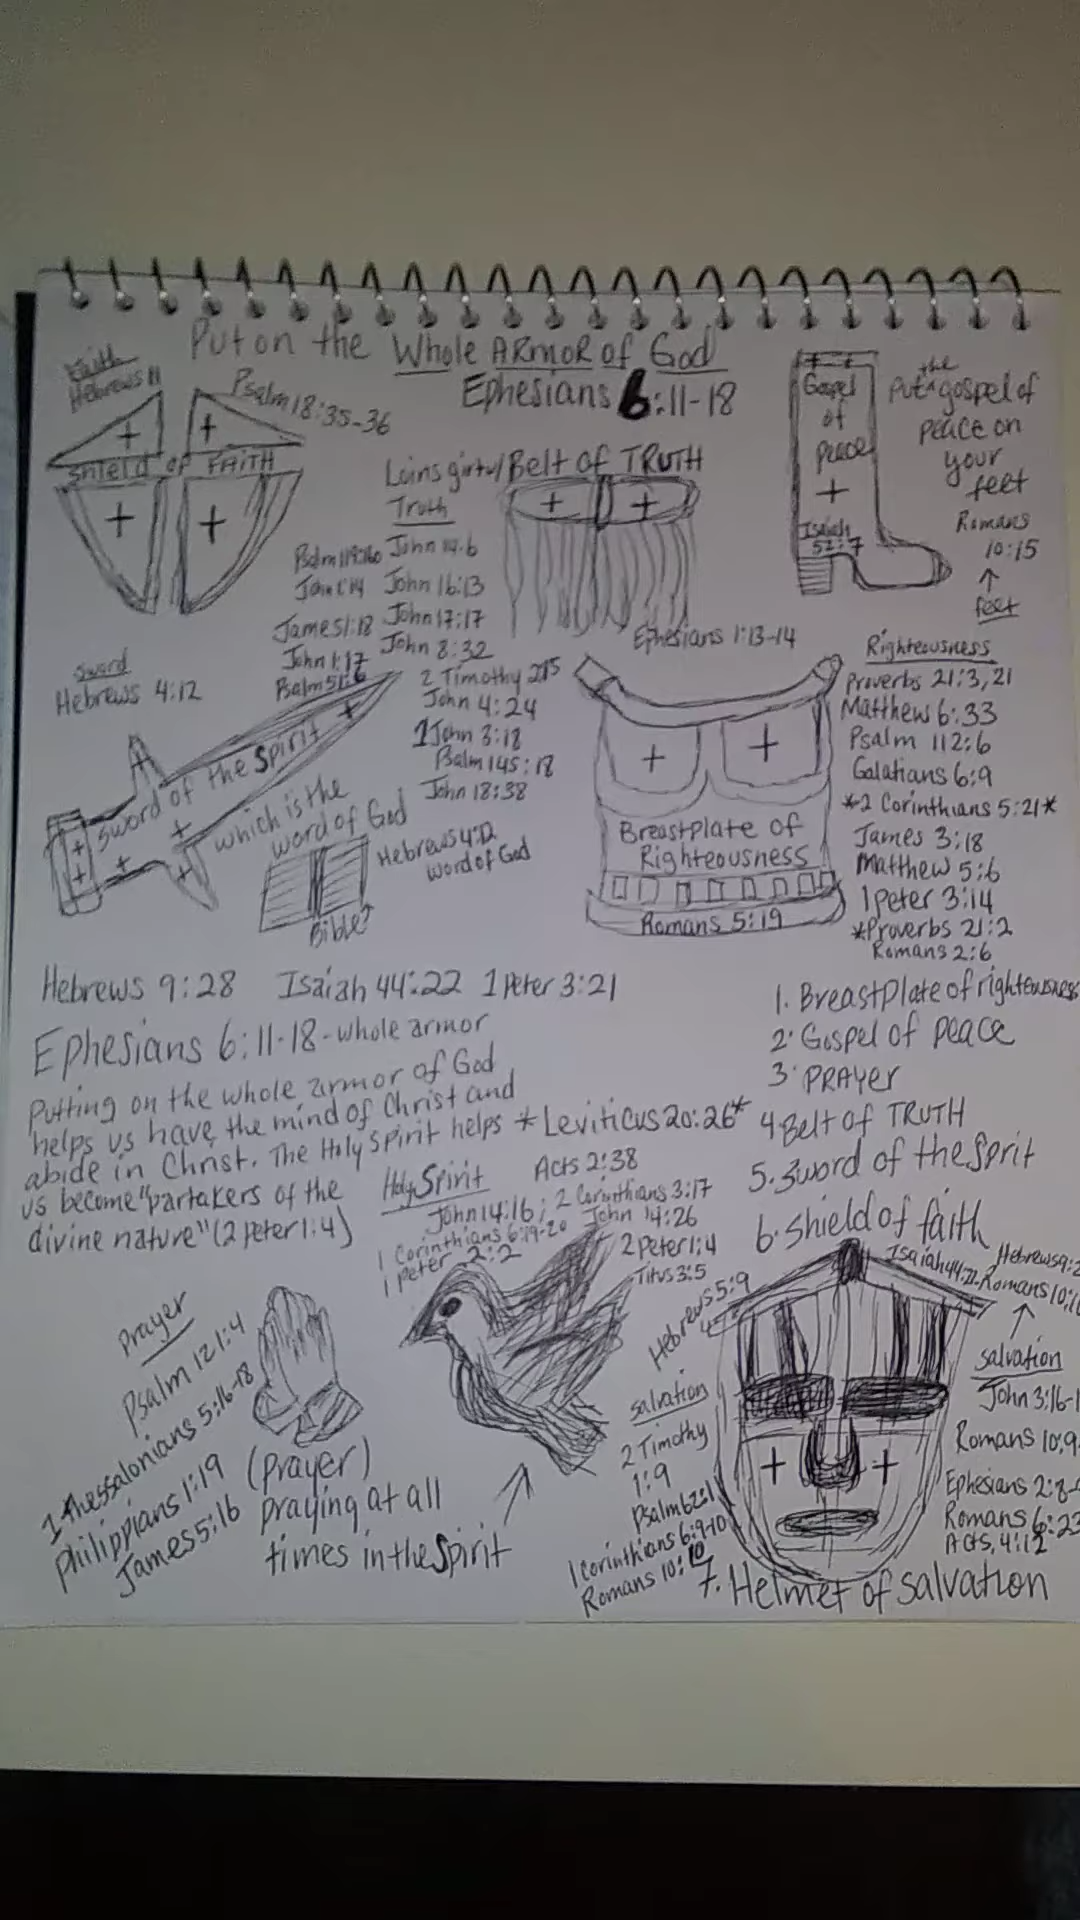 Put on the Whole ARMOR of God
Ephesians 6:11-18
Faith
Hebrews 11
Psalm 18:35-36
Shield of FAITH
Loins girt w/Belt of TRUTH
Truth
Psalm 119:160
John 14:6
John 1:14
John 16:13
James 1:18
John 17:17
John 1:17
John 8:32
Psalm 51:6
2 Timothy 2:15
John 4:24
1 John 3:18
Psalm 145:18
John 18:38
Ephesians 1:13-14
Gospel
of
peace
Isaiah
52:7
the
Put gospel of
peace on
your
feet
Romans
10:15
feet
sword
Hebrews 4:12
Sword of the Spirit
which is the
word of God
Hebrews 4:12
word of God
Bible
Breastplate of
Righteousness
Romans 5:19
Righteousness
Proverbs 21:3,21
Matthew 6:33
Psalm 112:6
Galatians 6:9
*2 Corinthians 5:21*
James 3:18
Matthew 5:6
1 Peter 3:14
*Proverbs 21:2
Romans 2:6
Hebrews 9:28 Isaiah 44:22 1 Peter 3:21
Ephesians 6:11-18-whole armor
Putting on the whole armor of God
helps us have the mind of Christ and
abide in Christ. The Holy Spirit helps
us become "partakers of the
divine nature" (2 Peter 1:4)
*Leviticus 20:26*
1. Breastplate of righteousness
2. Gospel of peace
3. PRAYER
4. Belt of TRUTH
5. Sword of the Sprit
6. Shield of faith
Holy Spirit
Acts 2:38
John 14:16; 2 Corinthians 3:17
1 Corinthians 6:19-20
John 14:26
1 Peter 2:2
2 Peter 1:4
Titus 3:5
prayer
Psalm 121:4
1 Thessalonians 5:16-18
Philippians 1:19
James 5:16
(prayer)
praying at all
times in the Spirit
Hebrews 5:9
Isaiah 44:22
salvation
2 Timothy
1:9
Psalm 62:1
1 Corinthians 6:9-10
Romans 10:10
salvation
John 3:16-
Romans 10:9
Ephesians 2:8-
Romans 6:23
Acts, 4:12
7. Helmet of salvation